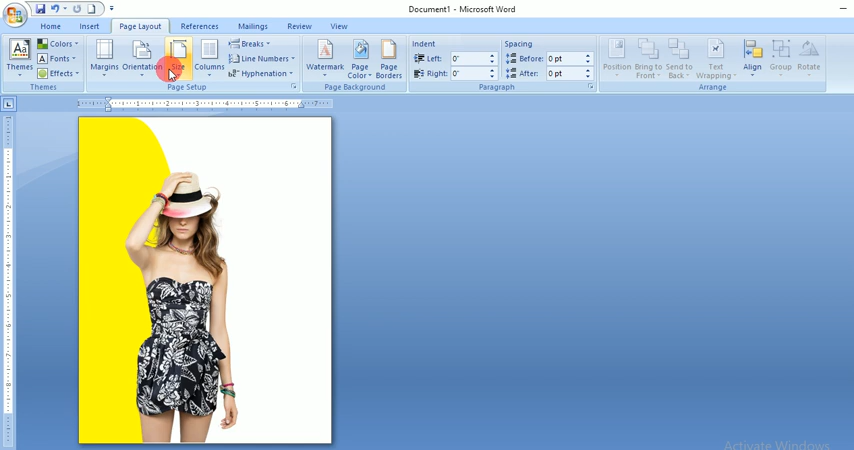 Document1 - Microsoft Word
Home Insert Page Layout References Mailings Review View
Themes
Colors
Fonts
Effects
Themes
Margins
Orientation
Size
Columns
Breaks
Line Numbers
Hyphenation
Page Setup
Watermark
Page Color
Page Borders
Page Background
Indent
Left: 0"
Right: 0"
Spacing
Before: 0 pt
After: 0 pt
Paragraph
Position
Bring to Front
Send to Back
Text Wrapping
Align
Group
Rotate
Arrange
Activate Windows